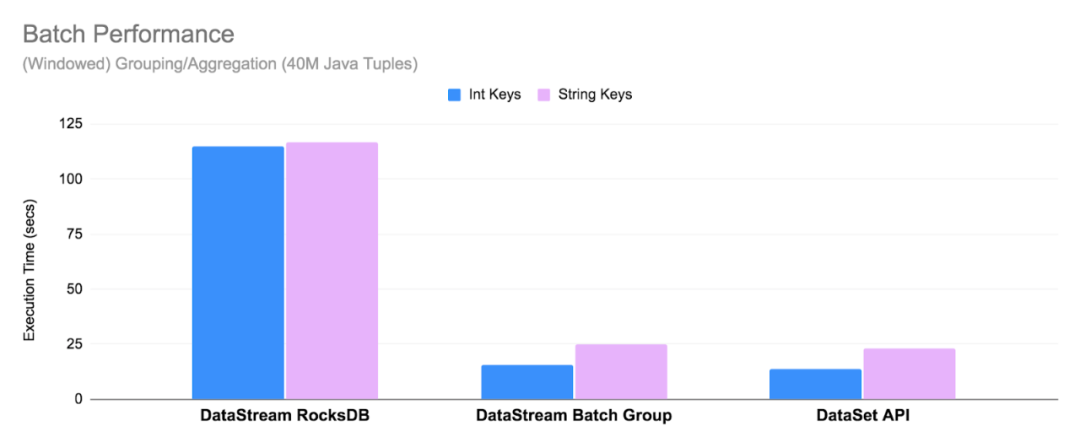 Batch Performance
(Windowed) Grouping/Aggregation (40M Java Tuples)
Int Keys String Keys
125
100
75
50
25
0
Execution Time (secs)
DataStream RocksDB DataStream Batch Group DataSet API